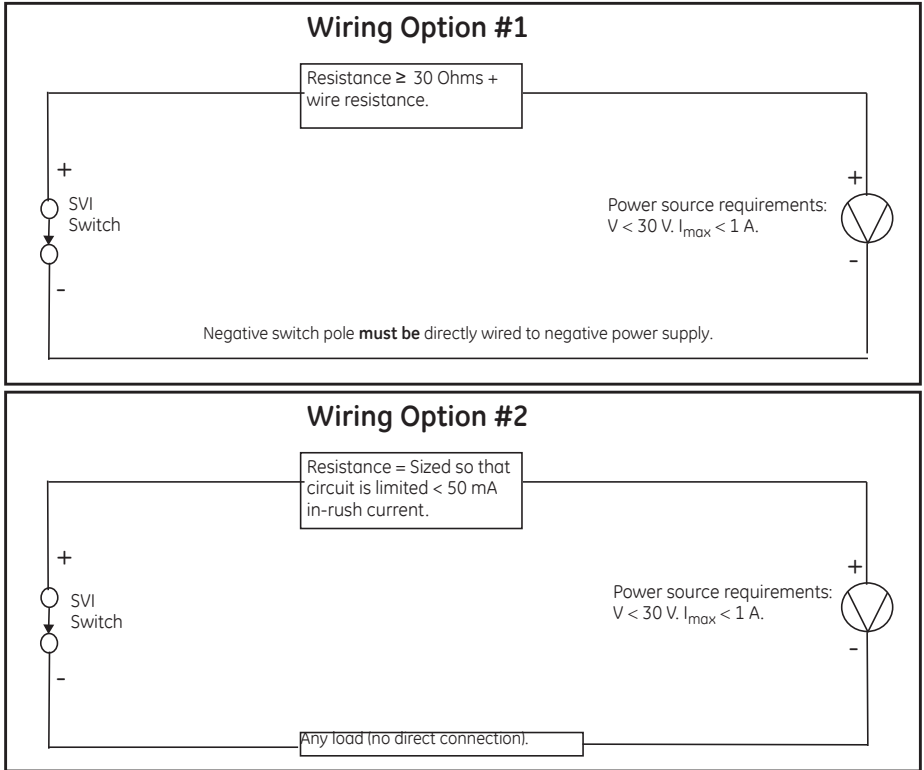 Wiring Option #1
Resistance ≥ 30 Ohms +
wire resistance.
+
SVI
Switch
-
+
Power source requirements:
V < 30 V. Imax < 1 A.
-
Negative switch pole must be directly wired to negative power supply.
Wiring Option #2
Resistance = Sized so that
circuit is limited < 50 mA
in-rush current.
+
SVI
Switch
-
+
Power source requirements:
V < 30 V. Imax < 1 A.
-
Any load (no direct connection).